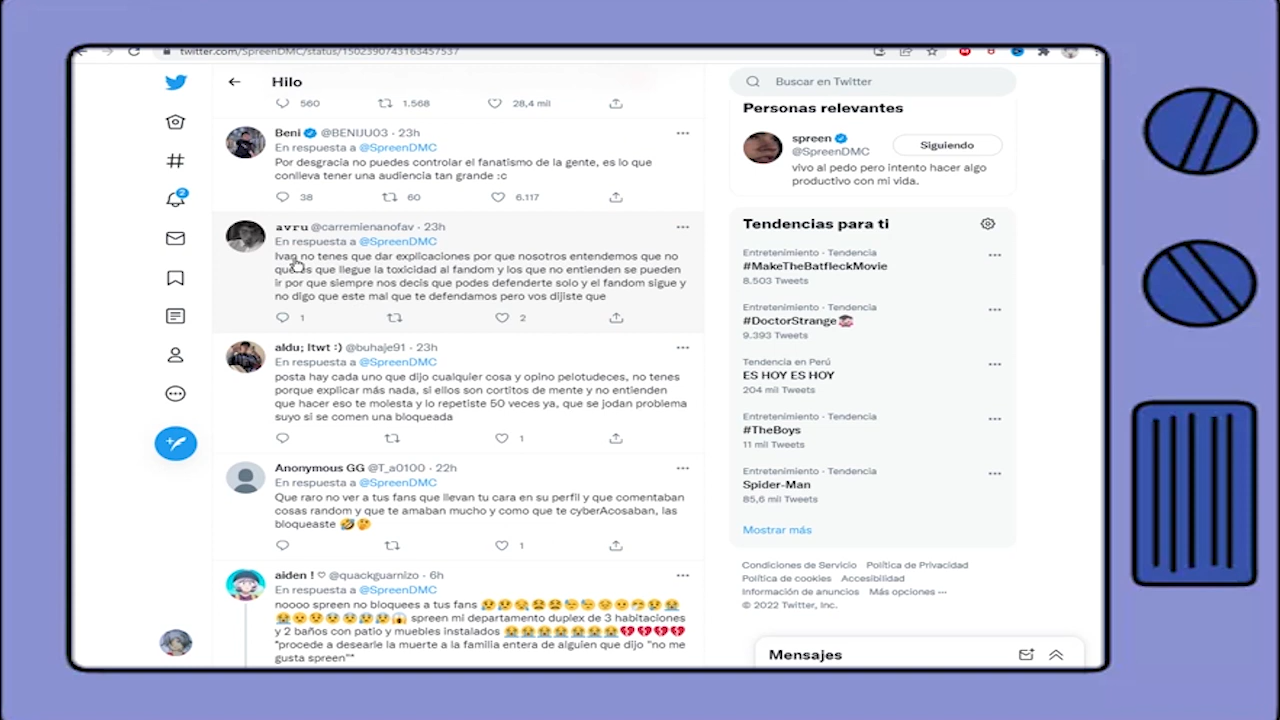 twitter.com/SpreenDMC/status/1502390743163457537
Hilo
Buscar en Twitter
560 1.568 28,4 mil
Beni @BENIJU03 · 23h
En respuesta a @SpreenDMC
Por desgracia no puedes controlar el fanatismo de la gente, es lo que
conlleva tener una audiencia tan grande :c
38 60 6.117
avru @carremienanofav · 23h
En respuesta a @SpreenDMC
Ivan no tenes que dar explicaciones por que nosotros entendemos que no
es que llegue la toxicidad al fandom y los que no entienden se pueden
ir por que siempre nos decis que podes defenderte solo y el fandom sigue y
no digo que este mal que te defendamos pero vos dijiste que
1 2
aldu; ltwt :) @buhaje91 · 23h
En respuesta a @SpreenDMC
posta hay cada uno que dijo cualquier cosa y opino pelotudeces, no tenes
porque explicar más nada, si ellos son cortitos de mente y no entienden
que hacer eso te molesta y lo repetiste 50 veces ya, que se jodan problema
suyo si se comen una bloqueada
1
Anonymous GG @T_a0100 · 22h
En respuesta a @SpreenDMC
Que raro no ver a tus fans que llevan tu cara en su perfil y que comentaban
cosas random y que te amaban mucho y como que te cyberAcosaban, las
bloqueaste 🤣🤔
1
aiden ! ♡ @quackguarnizo · 6h
En respuesta a @SpreenDMC
noooo spreen no bloquees a tus fans
spreen mi departamento duplex de 3 habitaciones
y 2 baños con patio y muebles instalados 😭😭😭😭😭😭😭💔💔💔💔
*procede a desearle la muerte a la familia entera de alguien que dijo "no me
gusta spreen"*
2
Personas relevantes
spreen
@SpreenDMC
Siguiendo
vivo al pedo pero intento hacer algo
productivo con mi vida.
Tendencias para ti
Entretenimiento · Tendencia
#MakeTheBatfleckMovie
8.503 Tweets
Entretenimiento · Tendencia
#DoctorStrange
9.393 Tweets
Tendencia en Perú
ES HOY ES HOY
204 mil Tweets
Entretenimiento · Tendencia
#TheBoys
11 mil Tweets
Entretenimiento · Tendencia
Spider-Man
85,6 mil Tweets
Mostrar más
Condiciones de Servicio Política de Privacidad
Política de cookies Accesibilidad
Información de anuncios Más opciones ···
© 2022 Twitter, Inc.
Mensajes